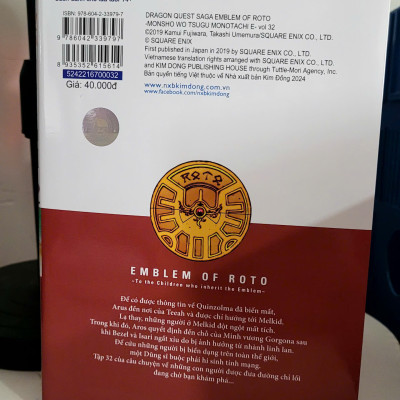 ISBN: 978-604-2-33979-7
9 786042 339797
8 935352 615614
5242216700032
Giá: 40.000đ
DRAGON QUEST SAGA EMBLEM OF ROTO
-MONSHO WO TSUGU MONOTACHI E- vol 32
©2019 Kamui Fujiwara, Takashi Umemura/SQUARE ENIX CO., LTD.
© SQUARE ENIX
First published in Japan in 2019 by SQUARE ENIX CO., LTD.
Vietnamese translation rights arranged with SQUARE ENIX CO., LTD.
and KIM DONG PUBLISHING HOUSE through Tuttle-Mori Agency, Inc.
Bản quyền tiếng Việt thuộc về Nhà xuất bản Kim Đồng 2024
www.nxbkimdong.com.vn
www.facebook.com/nxbkimdong
ROTO
EMBLEM OF ROTO
~To the Children who inherit the Emblem~
Để có được thông tin về Quinzolma đã biến mất,
Arus đến nơi của Tecah và được chỉ hướng tới Melkid.
Lạ thay, những người ở Melkid đột ngột mất tích.
Trong khi đó, Aros quyết định đến chỗ của Minh vương Gorgona sau
khi Bezel và Isari ngất xỉu do bị ảnh hưởng từ nhánh linh lan.
Để cứu những người bị biến dạng trên toàn thế giới,
một Dũng sĩ buộc phải hi sinh tính mạng.
Tập 32 của câu chuyện về những con người được đưa đường chỉ lối
đang chờ bạn khám phá...